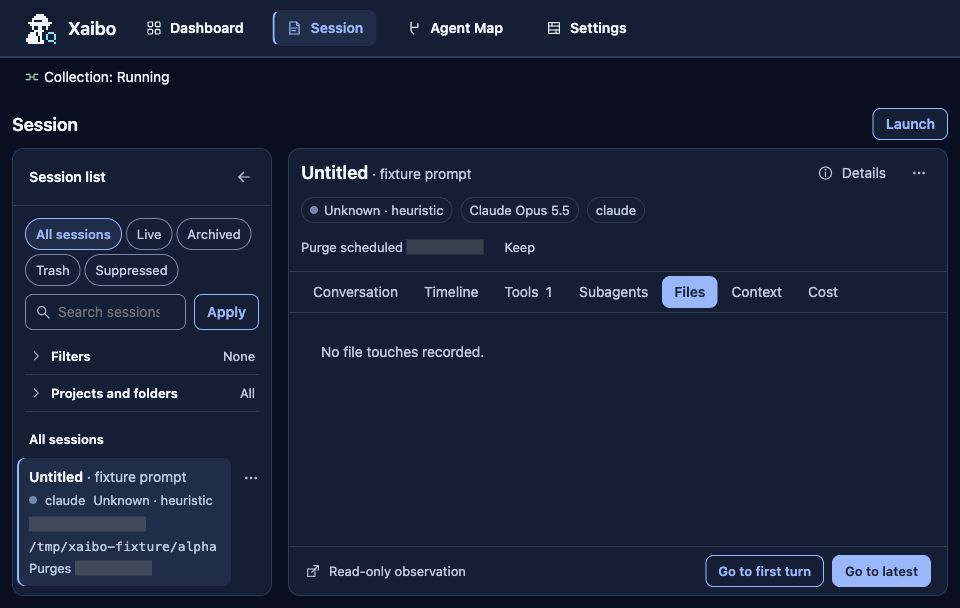 Xaibo Dashboard Session Agent Map Settings
Collection: Running
Session
Launch
Session list
All sessions Live Archived
Trash Suppressed
Search sessions Apply
Filters None
Projects and folders All
All sessions
Untitled · fixture prompt
claude Unknown · heuristic
/tmp/xaibo-fixture/alpha
Purges
Untitled · fixture prompt
Details
Unknown · heuristic Claude Opus 5.5 claude
Purge scheduled Keep
Conversation Timeline Tools 1 Subagents Files Context Cost
No file touches recorded.
Read-only observation
Go to first turn Go to latest